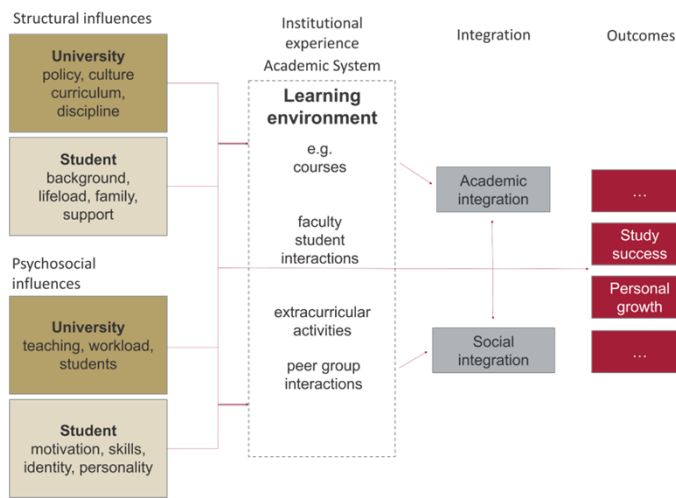 Structural influences
University
policy, culture
curriculum,
discipline
Student
background,
lifeload, family,
support
Psychosocial
influences
University
teaching, workload,
students
Student
motivation, skills,
identity, personality
Institutional
experience
Academic System
Learning
environment
e.g.
courses
faculty
student
interactions
extracurricular
activities
peer group
interactions
Integration
Academic
integration
Social
integration
Outcomes
...
Study
success
Personal
growth
...